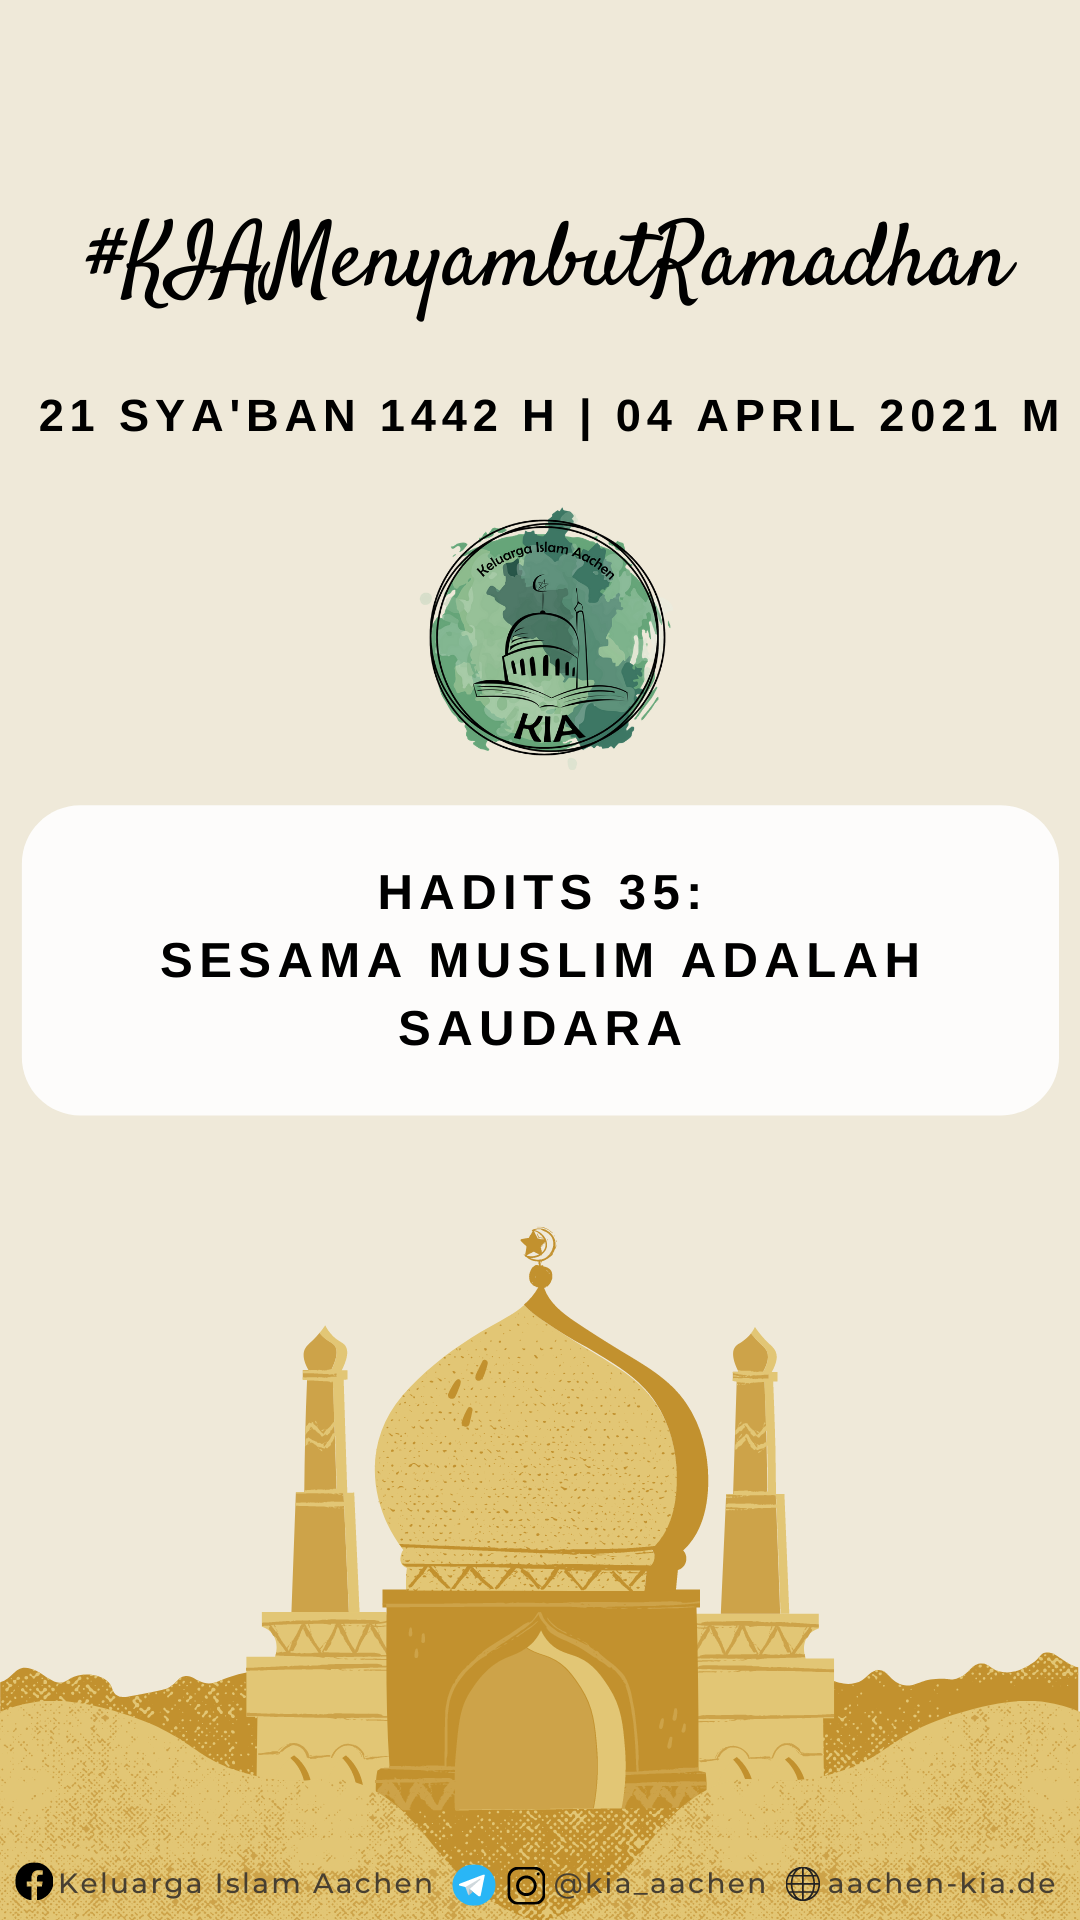 #KIAMenyambutRamadhan
21 SYA'BAN 1442 H | 04 APRIL 2021 M
Keluarga Islam Aachen
KIA
HADITS 35:
SESAMA MUSLIM ADALAH
SAUDARA
Keluarga Islam Aachen @kia_aachen aachen-kia.de